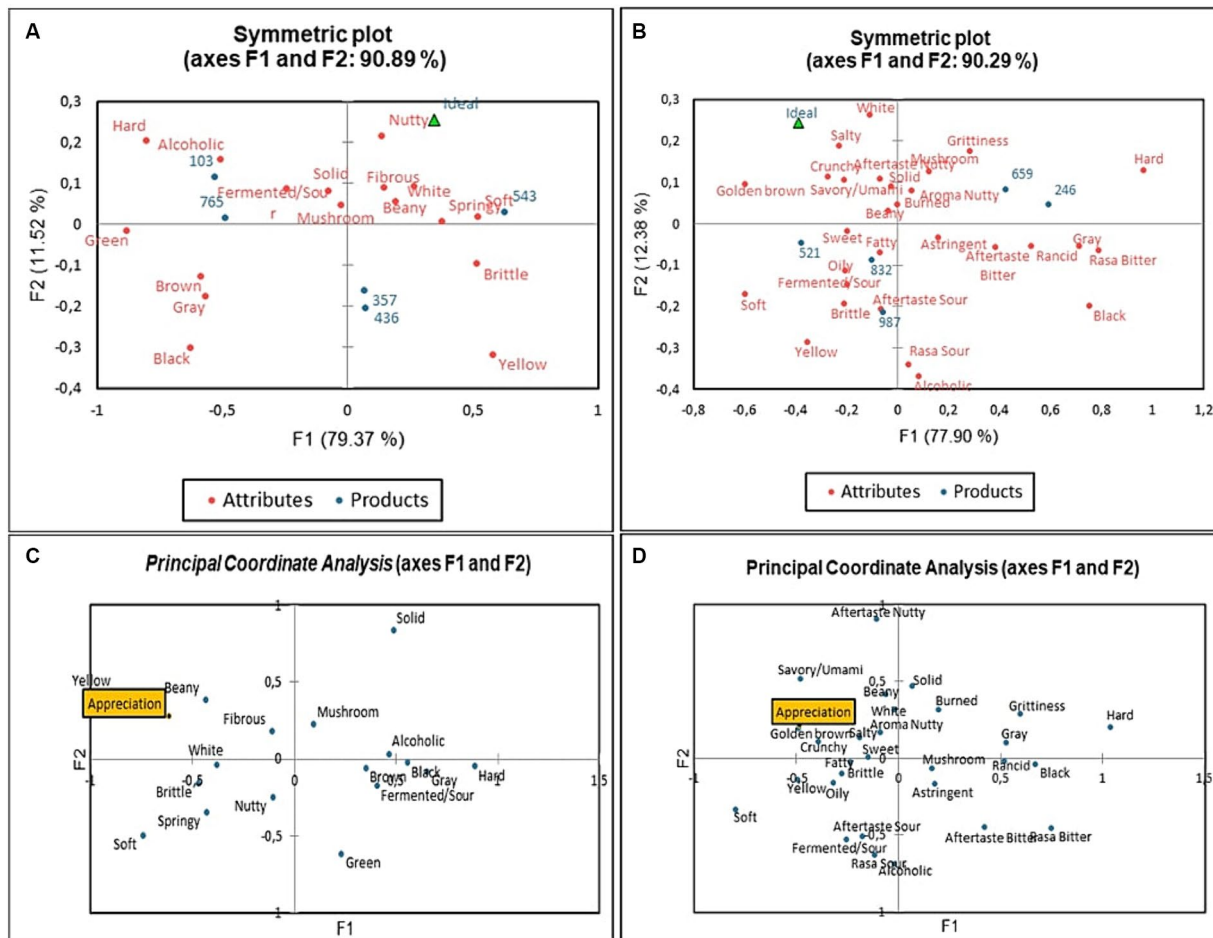 A
Symmetric plot
(axes F1 and F2: 90.89 %)
F2 (11.52 %)
0,3
0,2
0,1
0
-0,1
-0,2
-0,3
-0,4
Hard
Alcoholic
103
765
Fermented/Sour
r
Solid
Mushroom
Nutty
Ideal
Fibrous
White
Beany
Springy
Soft
543
Green
Brown
Gray
Black
357
436
Brittle
Yellow
-1
-0,5
0
0,5
1
F1 (79.37 %)
Attributes
Products
B
Symmetric plot
(axes F1 and F2: 90.29 %)
F2 (12.38 %)
0,3
0,2
0,1
0
-0,1
-0,2
-0,3
-0,4
Ideal
White
Salty
Grittiness
Mushroom
Aftertaste Nutty
Crunchy
Solid
659
Hard
Golden brown
Savory/Umami
Aroma Nutty
246
Burned
Beany
Sweet
Fatty
Astringent
Gray
521
832
Aftertaste
Bitter
Rancid
Rasa Bitter
Oily
Fermented/Sour
Soft
Brittle
Aftertaste Sour
987
Black
Yellow
Rasa Sour
Alcoholic
-0,8
-0,6
-0,4
-0,2
0
0,2
0,4
0,6
0,8
1
1,2
F1 (77.90 %)
Attributes
Products
C
Principal Coordinate Analysis (axes F1 and F2)
1
Solid
Yellow
Appreciation
Beany
0,5
Fibrous
Mushroom
White
Alcoholic
F2
0
-1
-0,5
0
0,5
1
1,5
Brown
Black
Gray
Hard
Fermented/Sour
Brittle
Springy
Nutty
Soft
-0,5
Green
-1
F1
D
Principal Coordinate Analysis (axes F1 and F2)
1
Aftertaste Nutty
Savory/Umami
0,5
Solid
Beany
Appreciation
White
Burned
Grittiness
Hard
Aroma Nutty
Golden brown
Salty
Gray
Crunchy
Sweet
F2
0
Fatty
Mushroom
Rancid
Black
Brittle
-1
-0,5
0
0,5
1
1,5
Yellow
Oily
Astringent
Soft
Aftertaste Sour
-0,5
Aftertaste Bitter
Rasa Bitter
Fermented/Sour
Rasa Sour
Alcoholic
-1
F1